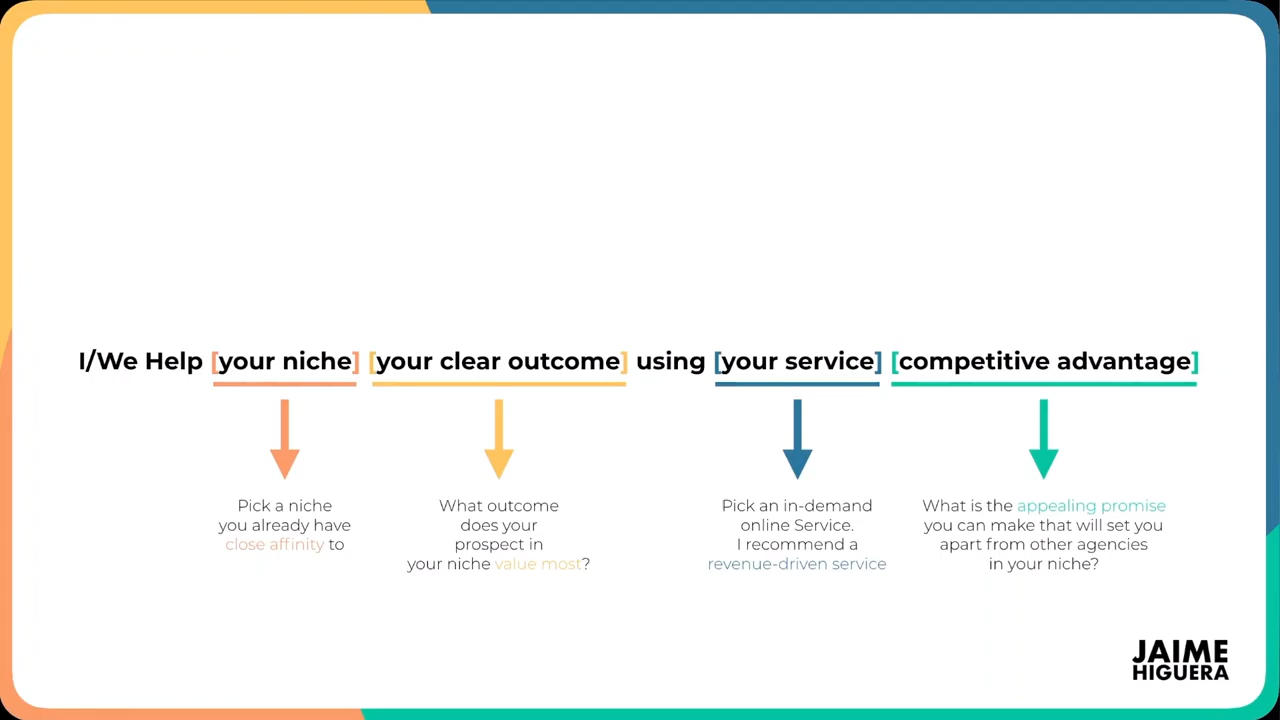 I/We Help [your niche] [your clear outcome] using [your service] [competitive advantage]
Pick a niche
you already have
close affinity to
What outcome
does your
prospect in
your niche value most?
Pick an in-demand
online Service.
I recommend a
revenue-driven service
What is the appealing promise
you can make that will set you
apart from other agencies
in your niche?
JAIME
HIGUERA